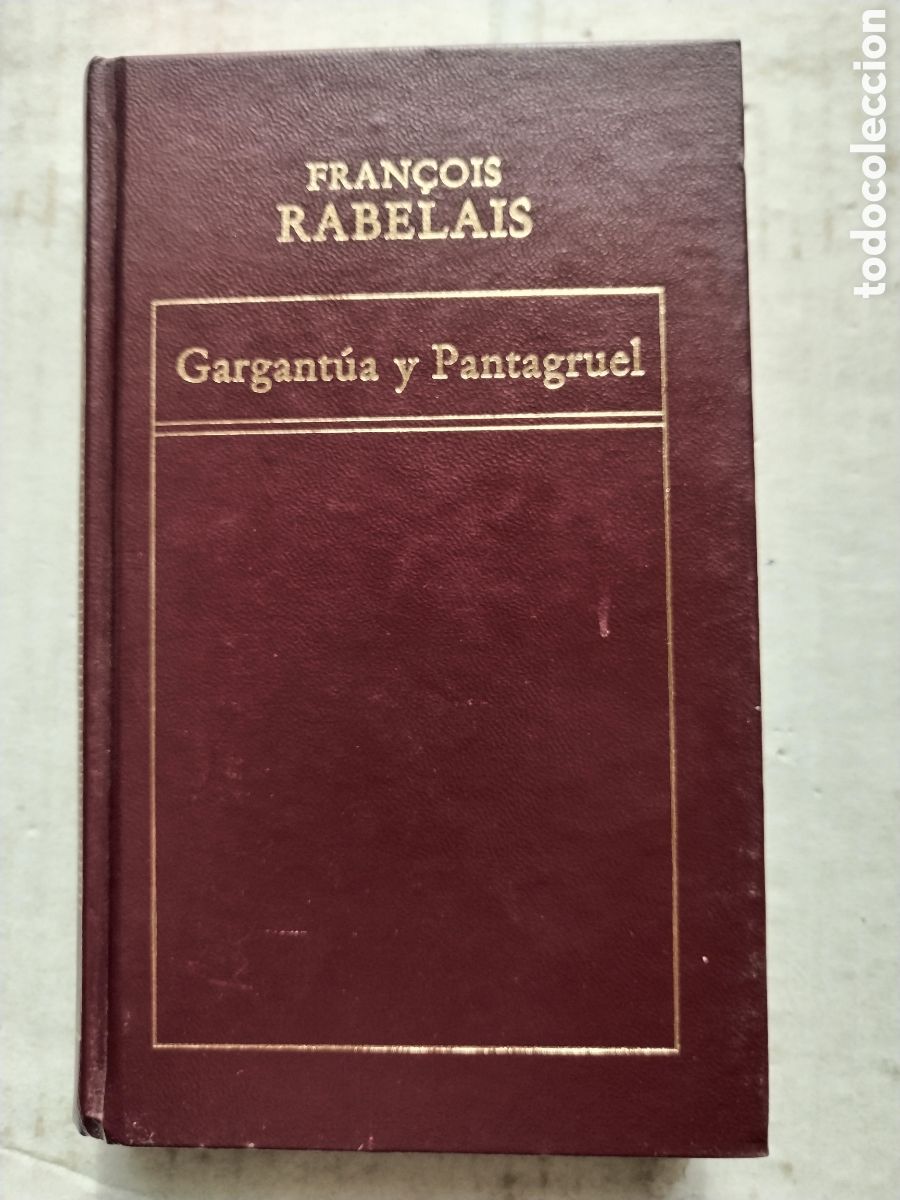 FRANÇOIS
RABELAIS
Gargantúa y Pantagruel
todocoleccion